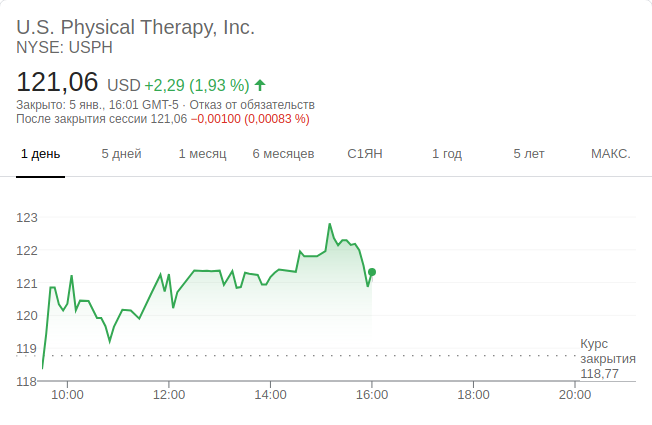 U.S. Physical Therapy, Inc.
NYSE: USPH
121,06 USD +2,29 (1,93 %)
Закрыто: 5 янв., 16:01 GMT-5 · Отказ от обязательств
После закрытия сессии 121,06 −0,00100 (0,00083 %)
1 день 5 дней 1 месяц 6 месяцев С1ЯН 1 год 5 лет МАКС.
123
122
121
120
119
118
Курс
закрытия
118,77
10:00 12:00 14:00 16:00 18:00 20:00